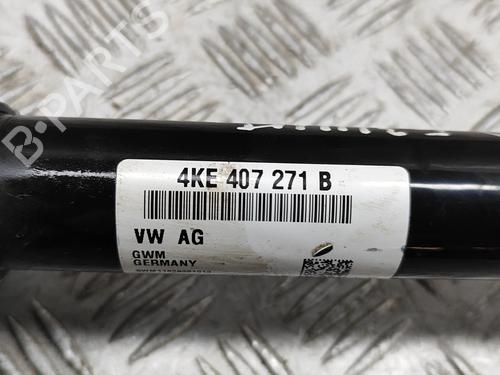 B-PARTS
4KE 407 271 B
VW AG
GWM
GERMANY